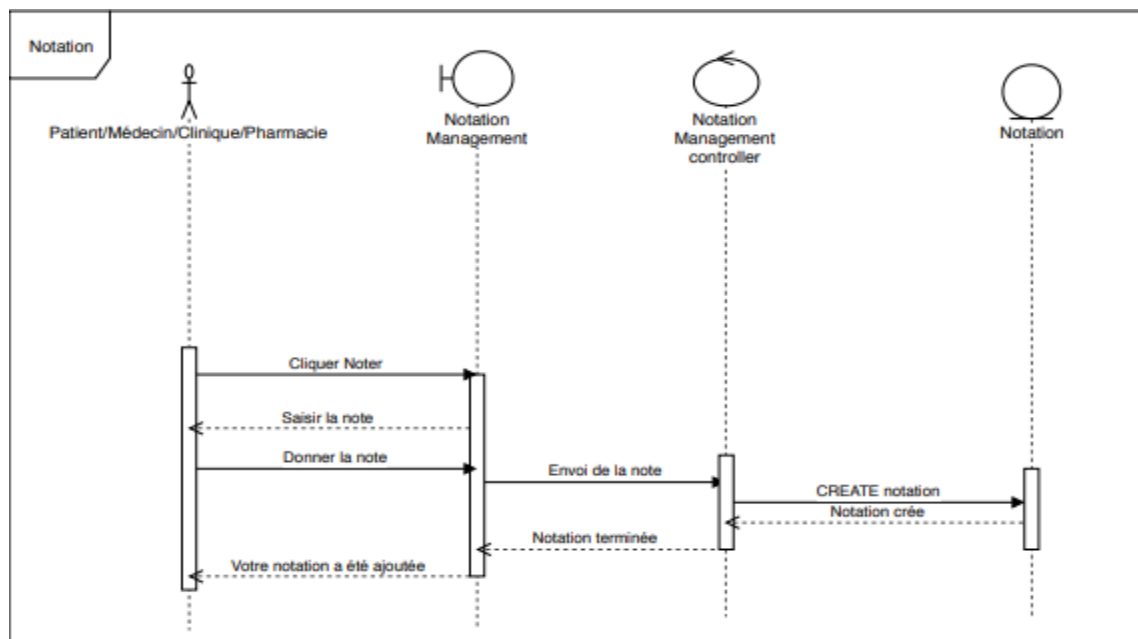 Notation
Patient/Médecin/Clinique/Pharmacie
Notation
Management
Notation
Management
controller
Notation
Cliquer Noter
Saisir la note
Donner la note
Envoi de la note
CREATE notation
Notation crée
Notation terminée
Votre notation a été ajoutée